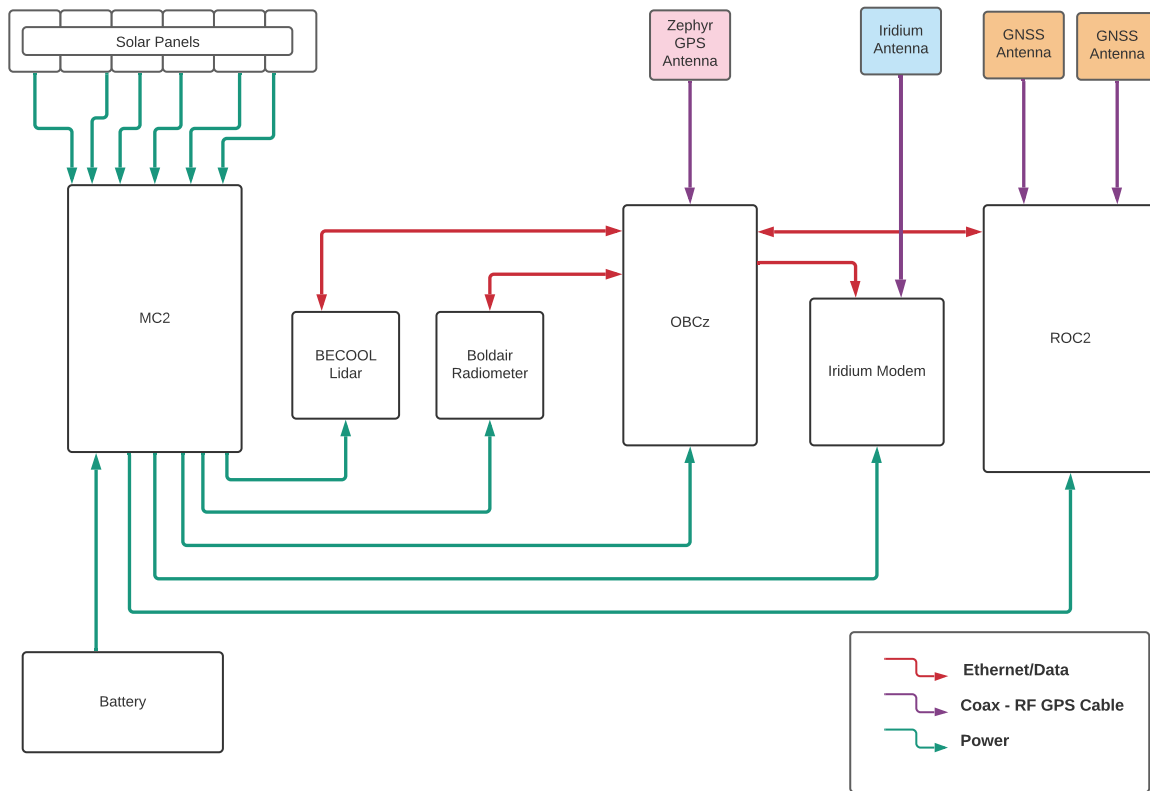 Solar Panels
Zephyr
GPS
Antenna
Iridium
Antenna
GNSS
Antenna
GNSS
Antenna
MC2
BECOOL
Lidar
Boldair
Radiometer
OBCz
Iridium Modem
ROC2
Battery
Ethernet/Data
Coax - RF GPS Cable
Power